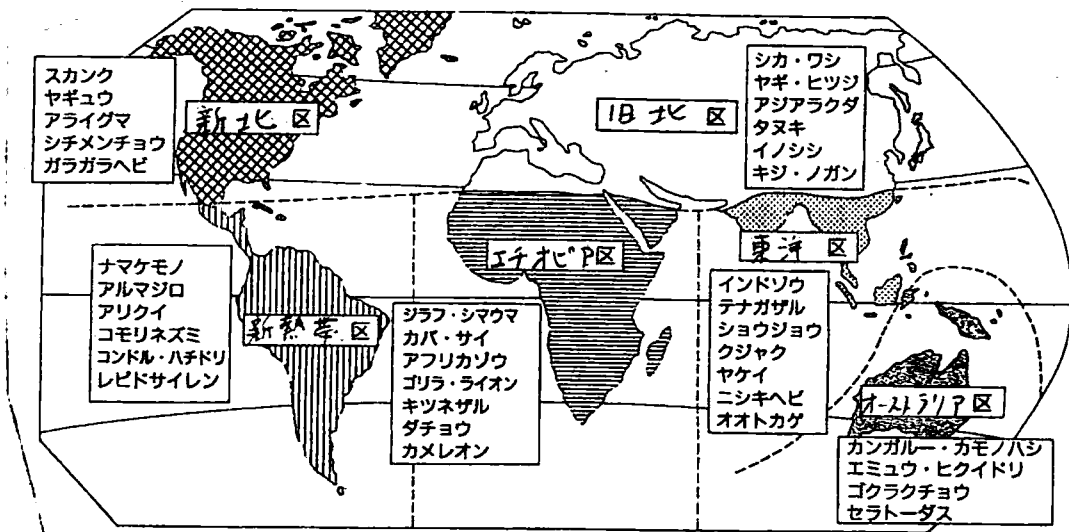 スカンク
ヤギュウ
アライグマ
シチメンチョウ
ガラガラヘビ
新北区
旧北区
シカ・ワシ
ヤギ・ヒツジ
アジアラクダ
タヌキ
イノシシ
キジ・ノガン
ナマケモノ
アルマジロ
アリクイ
コモリネズミ
コンドル・ハチドリ
レピドサイレン
新熱帯区
エチオピア区
ジラフ・シマウマ
カバ・サイ
アフリカゾウ
ゴリラ・ライオン
キツネザル
ダチョウ
カメレオン
東洋区
インドゾウ
テナガザル
ショウジョウ
クジャク
ヤケイ
ニシキヘビ
オオトカゲ
オーストラリア区
カンガルー・カモノハシ
エミュウ・ヒクイドリ
ゴクラクチョウ
セラトーダス